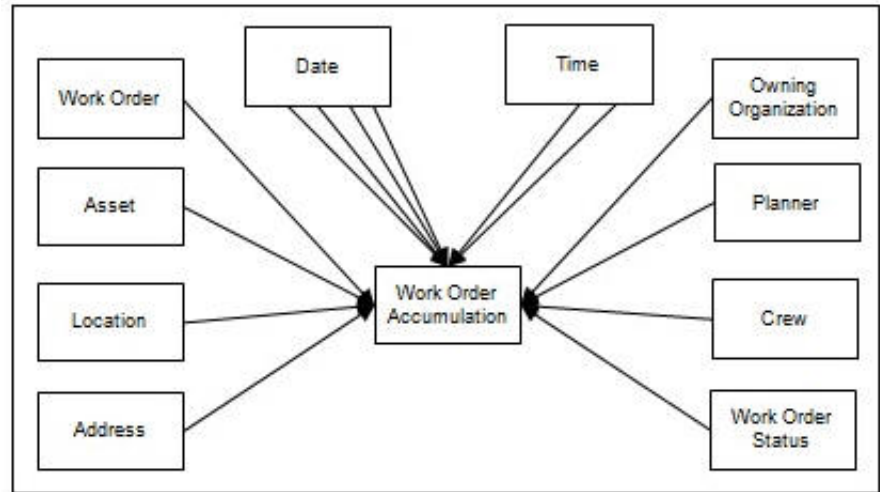 Date
Time
Work Order
Owning
Organization
Asset
Planner
Work Order
Accumulation
Location
Crew
Address
Work Order
Status